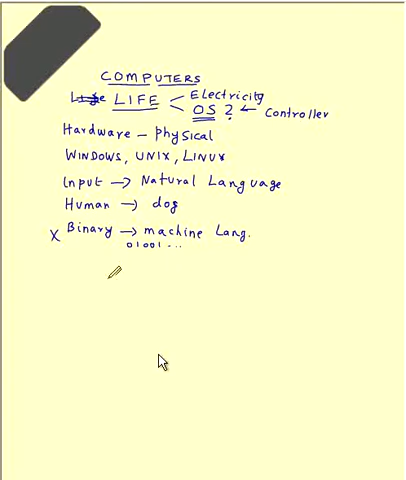 COMPUTERS
LIFE < Electricity
OS ? ← Controller
Hardware - Physical
WINDOWS, UNIX, LINUX
Input → Natural Language
Human → dog
X Binary → machine Lang.
01001...